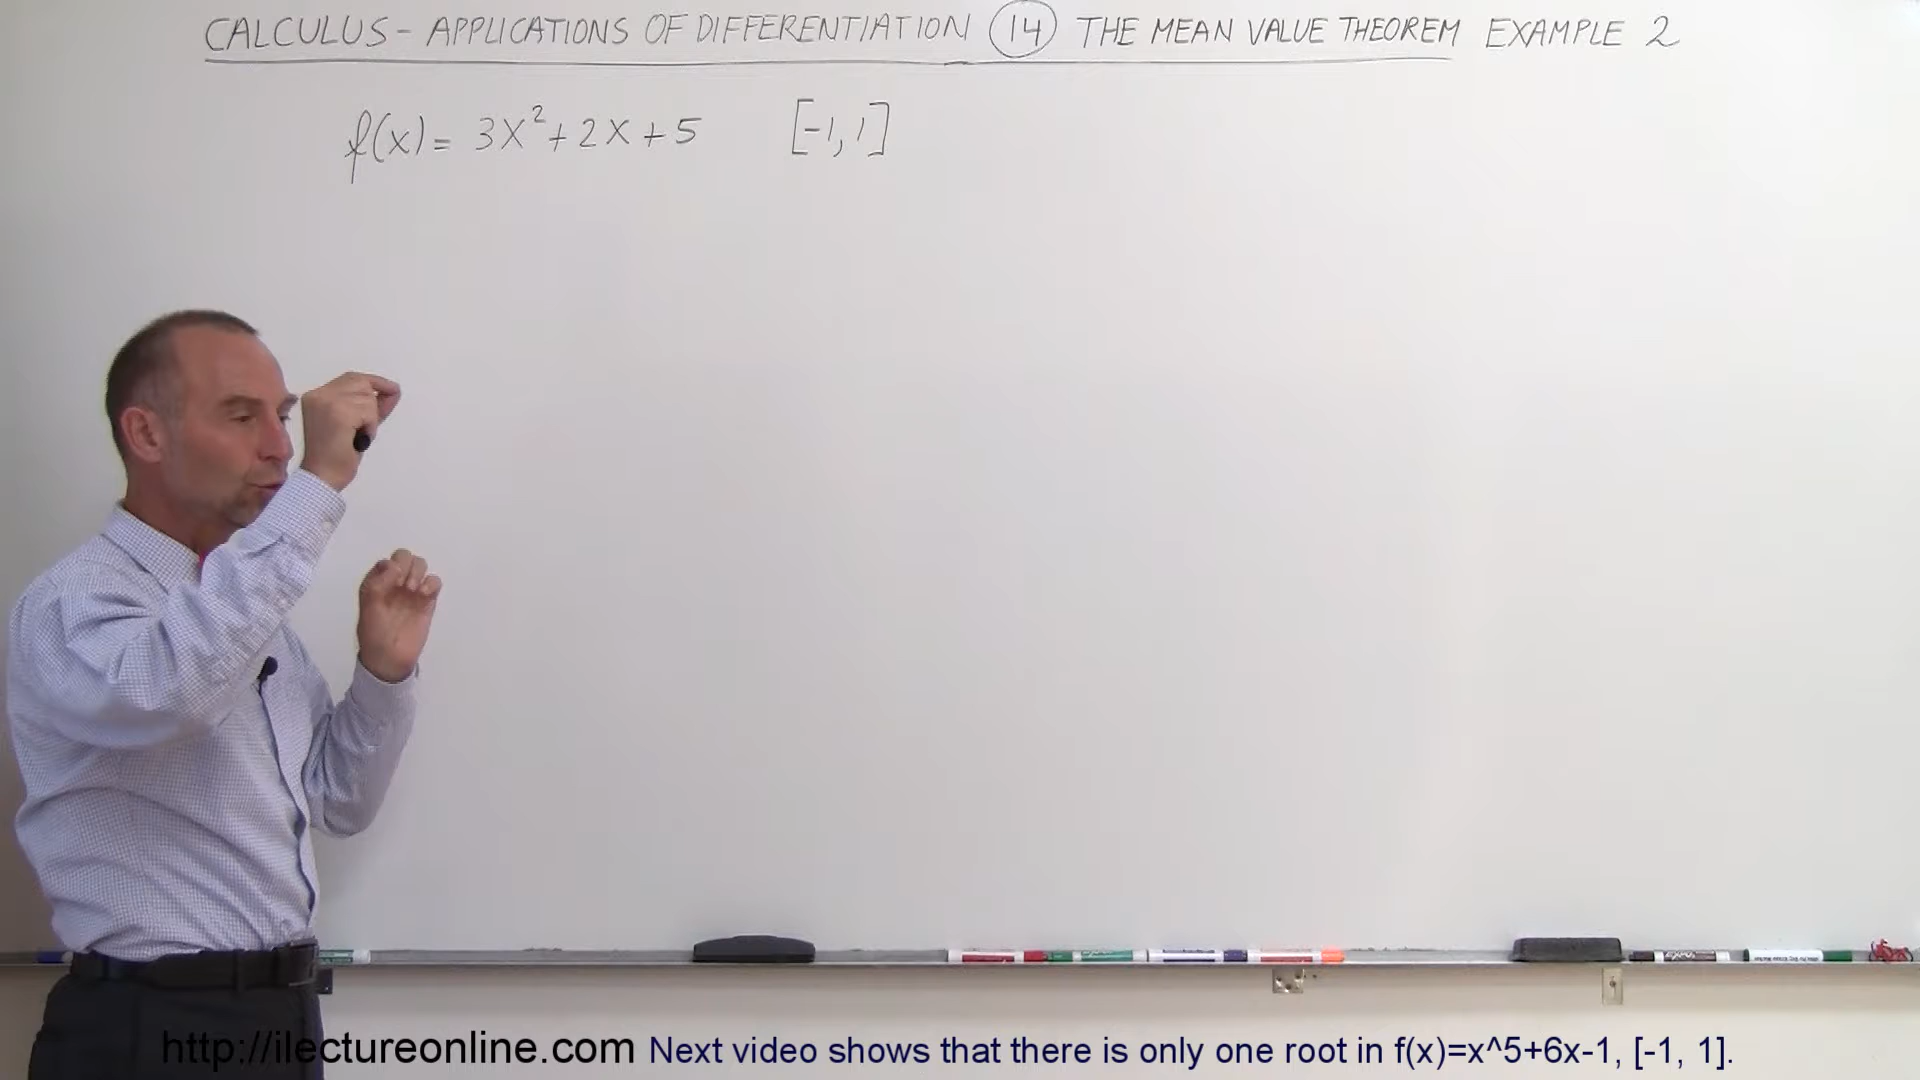 CALCULUS - APPLICATIONS OF DIFFERENTIATION 14 THE MEAN VALUE THEOREM EXAMPLE 2
f(x) = 3X²+2X+5 [-1,1]
http://ilectureonline.com Next video shows that there is only one root in f(x)=x^5+6x-1, [-1, 1].